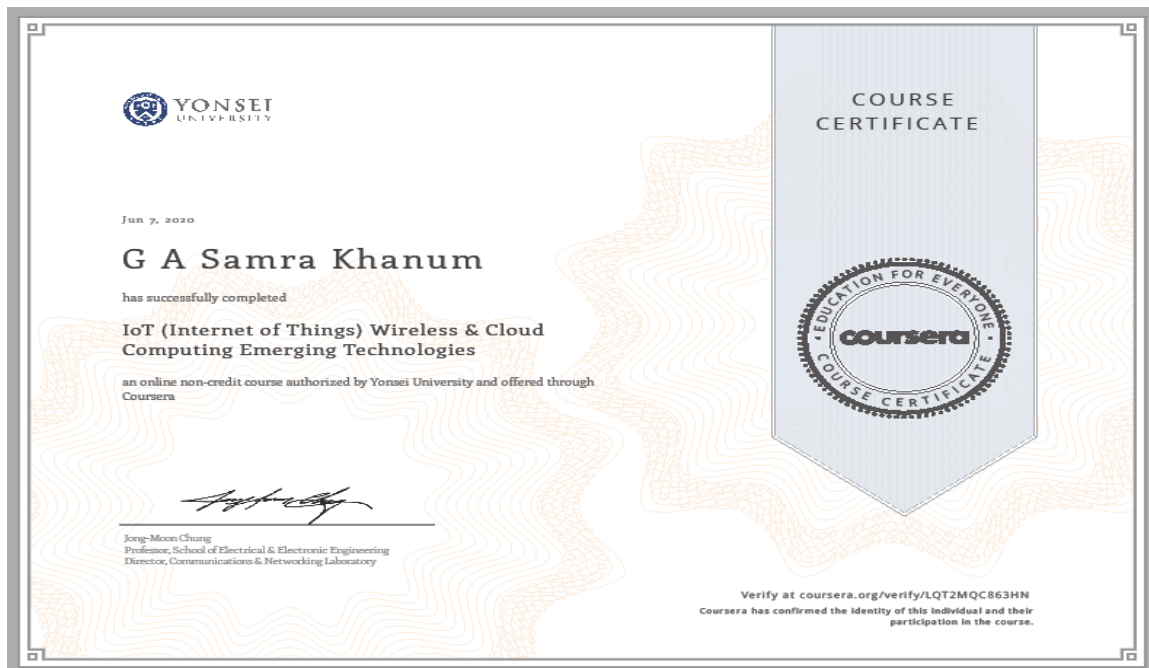 YONSEI
UNIVERSITY
COURSE
CERTIFICATE
Jun 7, 2020
G A Samra Khanum
has successfully completed
IoT (Internet of Things) Wireless & Cloud
Computing Emerging Technologies
an online non-credit course authorized by Yonsei University and offered through
Coursera
EDUCATION FOR EVERYONE
coursera
COURSE CERTIFICATE
Jong-Moon Chung
Professor, School of Electrical & Electronic Engineering
Director, Communications & Networking Laboratory
Verify at coursera.org/verify/LQT2MQC863HN
Coursera has confirmed the identity of this individual and their
participation in the course.